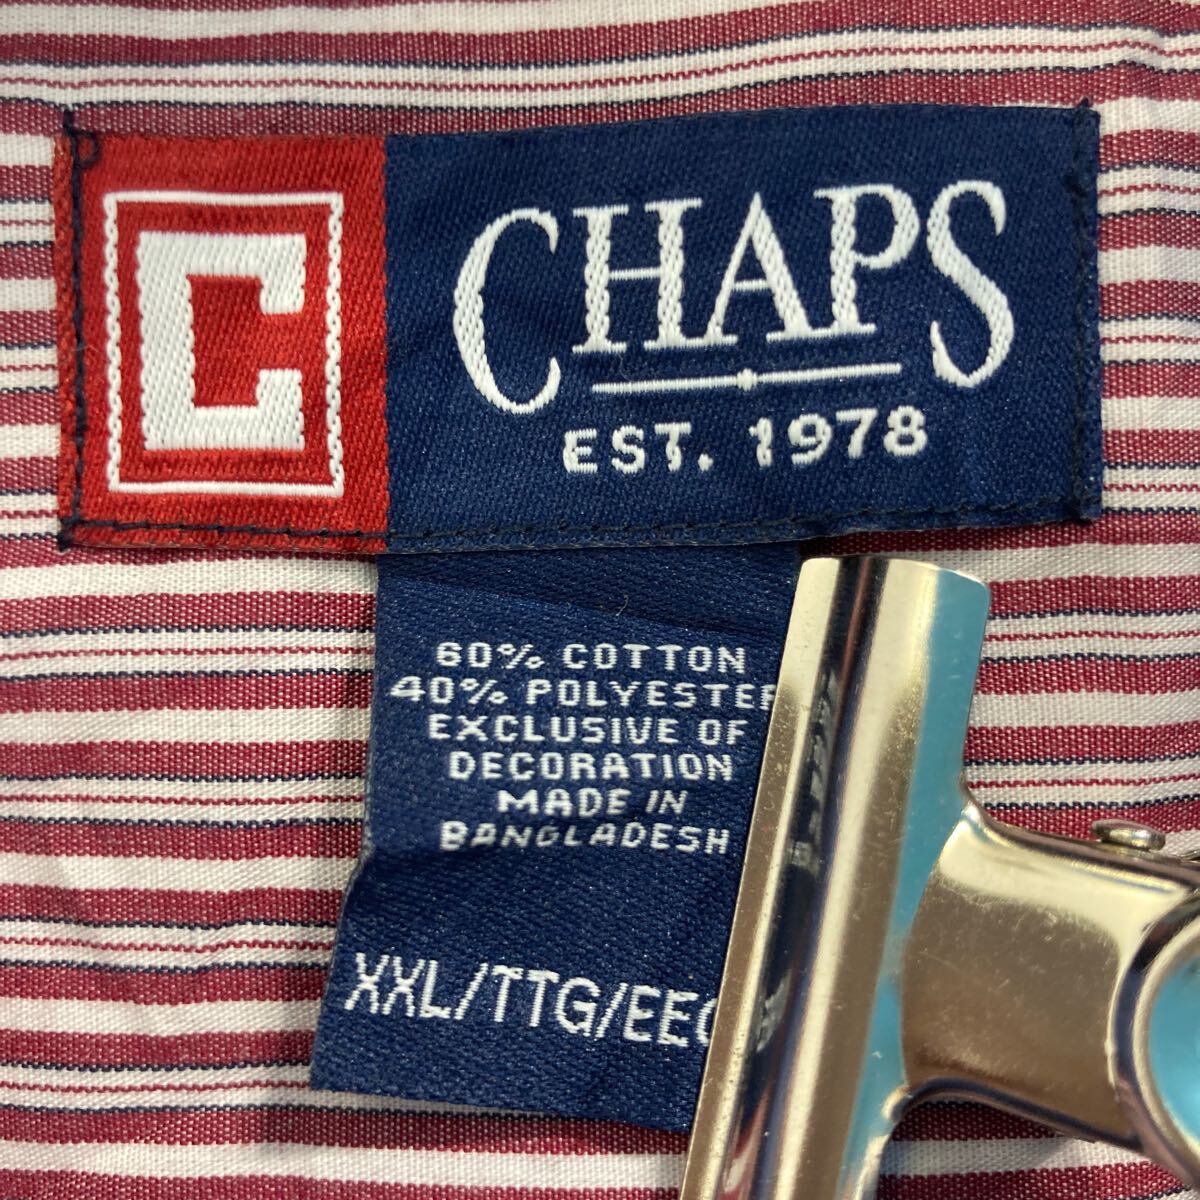 C
CHAPS
EST. 1978
60% COTTON
40% POLYESTER
EXCLUSIVE OF
DECORATION
MADE IN
BANGLADESH
XXL/TTG/EEG